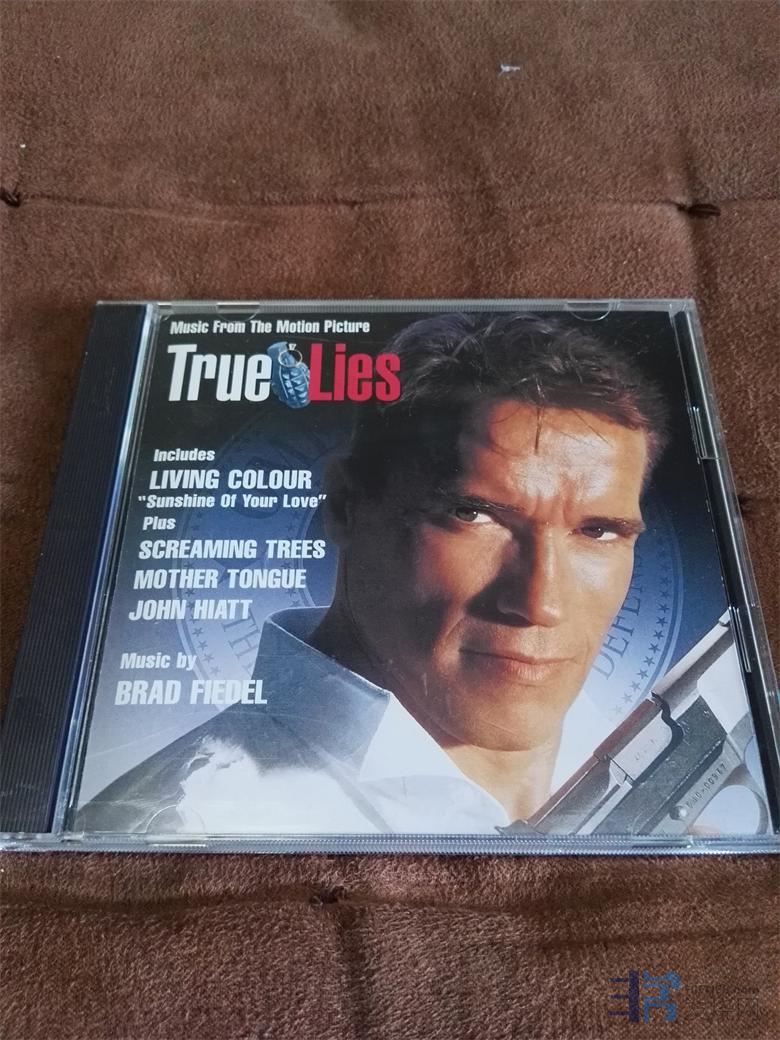 Music From The Motion Picture
True Lies
Includes
LIVING COLOUR
"Sunshine Of Your Love"
Plus
SCREAMING TREES
MOTHER TONGUE
JOHN HIATT
Music by
BRAD FIEDEL